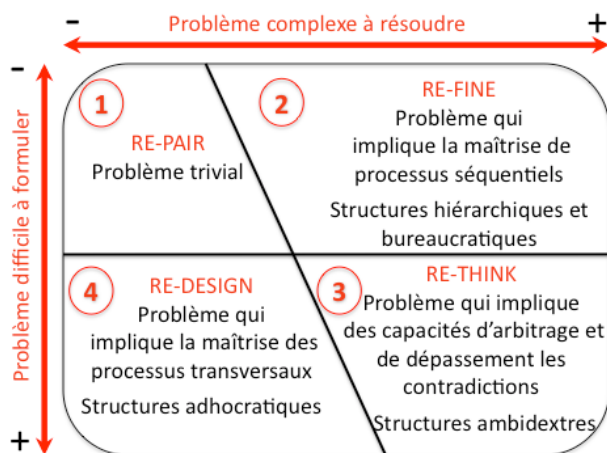 -
Problème complexe à résoudre
+
-
Problème difficile à formuler
+
1
RE-PAIR
Problème trivial
2
RE-FINE
Problème qui
implique la maîtrise de
processus séquentiels
Structures hiérarchiques et
bureaucratiques
4
RE-DESIGN
Problème qui
implique la maîtrise des
processus transversaux
Structures adhocratiques
3
RE-THINK
Problème qui implique
des capacités d'arbitrage et
de dépassement les
contradictions
Structures ambidextres